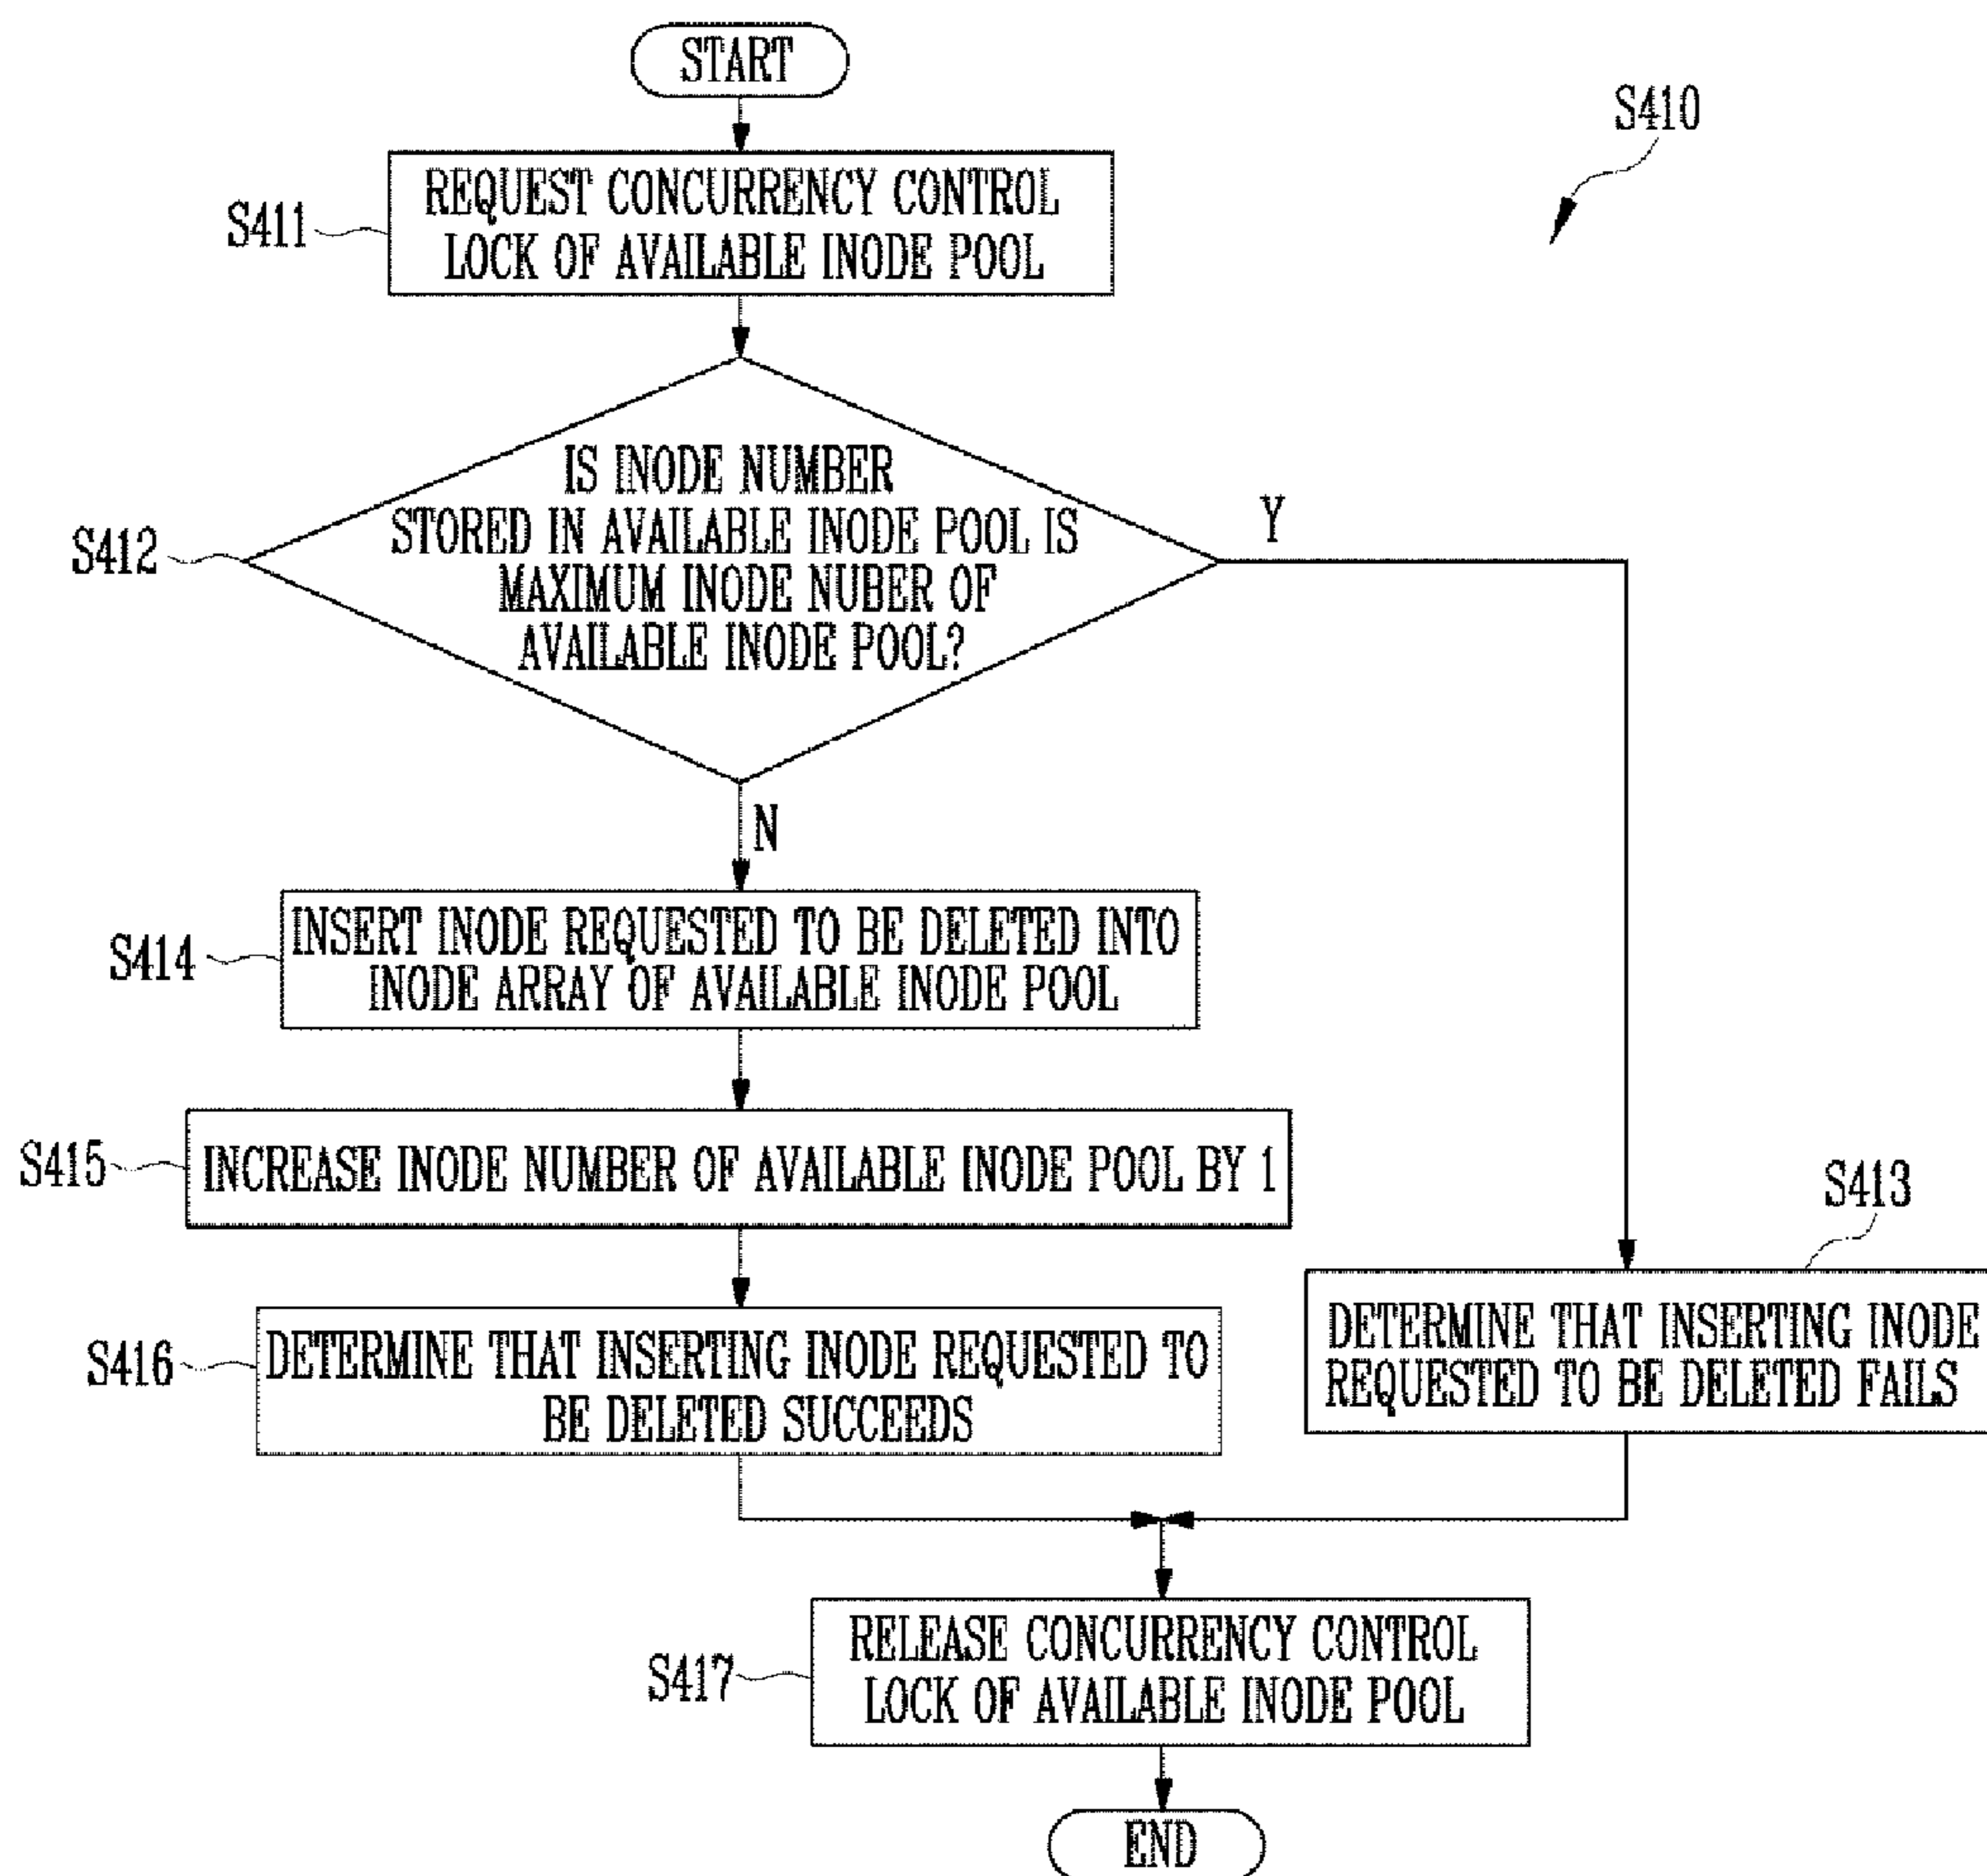 START
S410
S411
REQUEST CONCURRENCY CONTROL
LOCK OF AVAILABLE INODE POOL
S412
IS INODE NUMBER
STORED IN AVAILABLE INODE POOL IS
MAXIMUM INODE NUBER OF
AVAILABLE INODE POOL?
Y
N
S414
INSERT INODE REQUESTED TO BE DELETED INTO
INODE ARRAY OF AVAILABLE INODE POOL
S415
INCREASE INODE NUMBER OF AVAILABLE INODE POOL BY 1
S413
DETERMINE THAT INSERTING INODE
REQUESTED TO BE DELETED FAILS
S416
DETERMINE THAT INSERTING INODE REQUESTED TO
BE DELETED SUCCEEDS
S417
RELEASE CONCURRENCY CONTROL
LOCK OF AVAILABLE INODE POOL
END